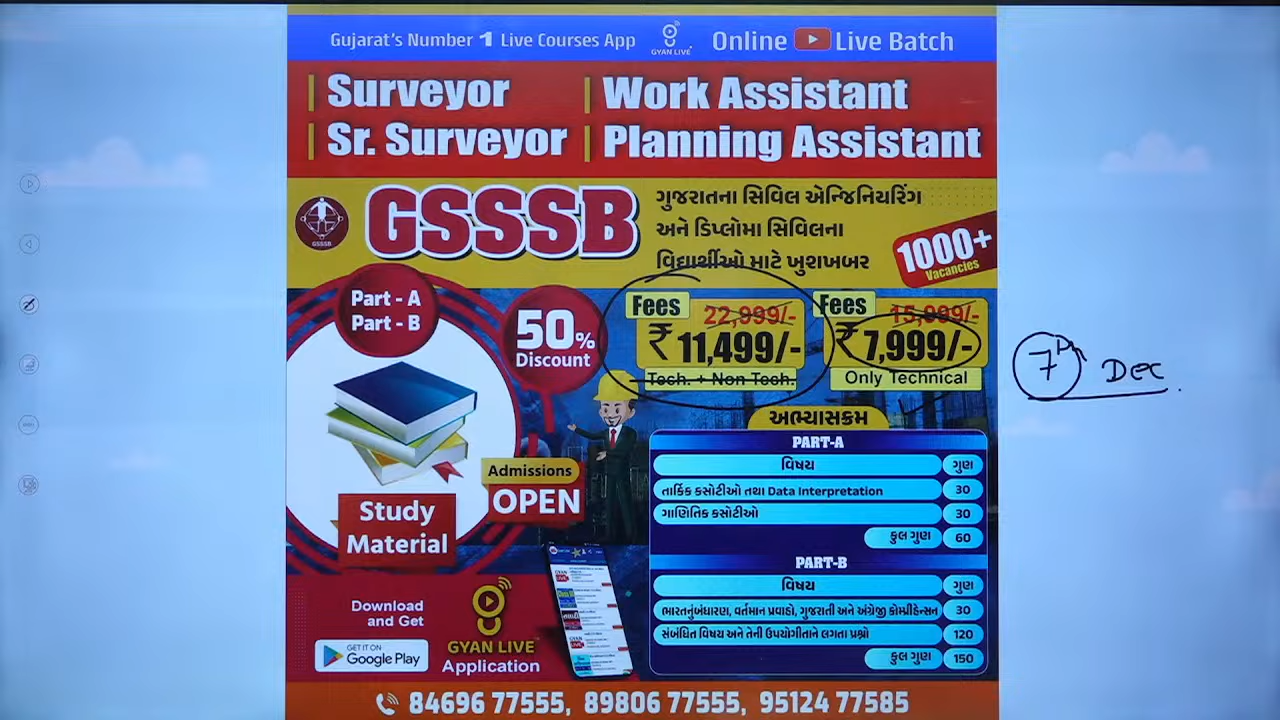 Gujarat's Number 1 Live Courses App
GYAN LIVE
Online Live Batch
Surveyor
Work Assistant
Sr. Surveyor
Planning Assistant
GSSSB
GSSSB
ગુજરાતના સિવિલ એન્જિનિયરિંગ
અને ડિપ્લોમા સિવિલના
વિદ્યાર્થીઓ માટે ખુશખબર
1000+
Vacancies
Part - A
Part - B
50%
Discount
Fees
22,999/-
₹ 11,499/-
Tech. + Non Tech.
Fees
15,999/-
₹ 7,999/-
Only Technical
7th Dec.
અભ્યાસક્રમ
PART-A
વિષય ગુણ
તાર્કિક કસોટીઓ તથા Data Interpretation 30
ગાણિતિક કસોટીઓ 30
કુલ ગુણ 60
PART-B
વિષય ગુણ
ભારતનુંબંધારણ, વર્તમાન પ્રવાહો, ગુજરાતી અને અંગ્રેજી કોમ્પ્રીહેન્સન 30
સંબંધિત વિષય અને તેની ઉપયોગીતાને લગતા પ્રશ્નો 120
કુલ ગુણ 150
Admissions
OPEN
Study
Material
Download
and Get
GET IT ON
Google Play
GYAN LIVE
Application
84696 77555, 89806 77555, 95124 77585